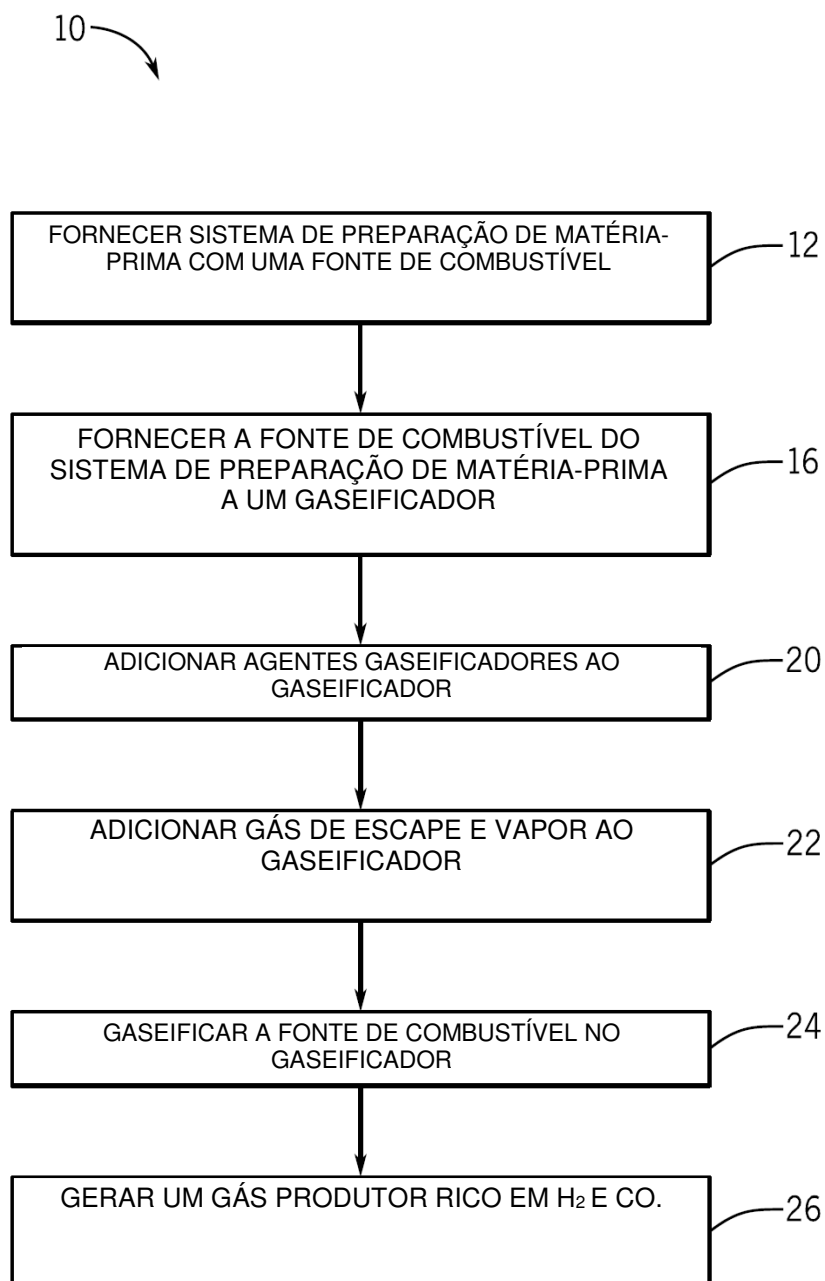 10
FORNECER SISTEMA DE PREPARAÇÃO DE MATÉRIA-
PRIMA COM UMA FONTE DE COMBUSTÍVEL
12
FORNECER A FONTE DE COMBUSTÍVEL DO
SISTEMA DE PREPARAÇÃO DE MATÉRIA-PRIMA
A UM GASEIFICADOR
16
ADICIONAR AGENTES GASEIFICADORES AO
GASEIFICADOR
20
ADICIONAR GÁS DE ESCAPE E VAPOR AO
GASEIFICADOR
22
GASEIFICAR A FONTE DE COMBUSTÍVEL NO
GASEIFICADOR
24
GERAR UM GÁS PRODUTOR RICO EM H₂ E CO.
26